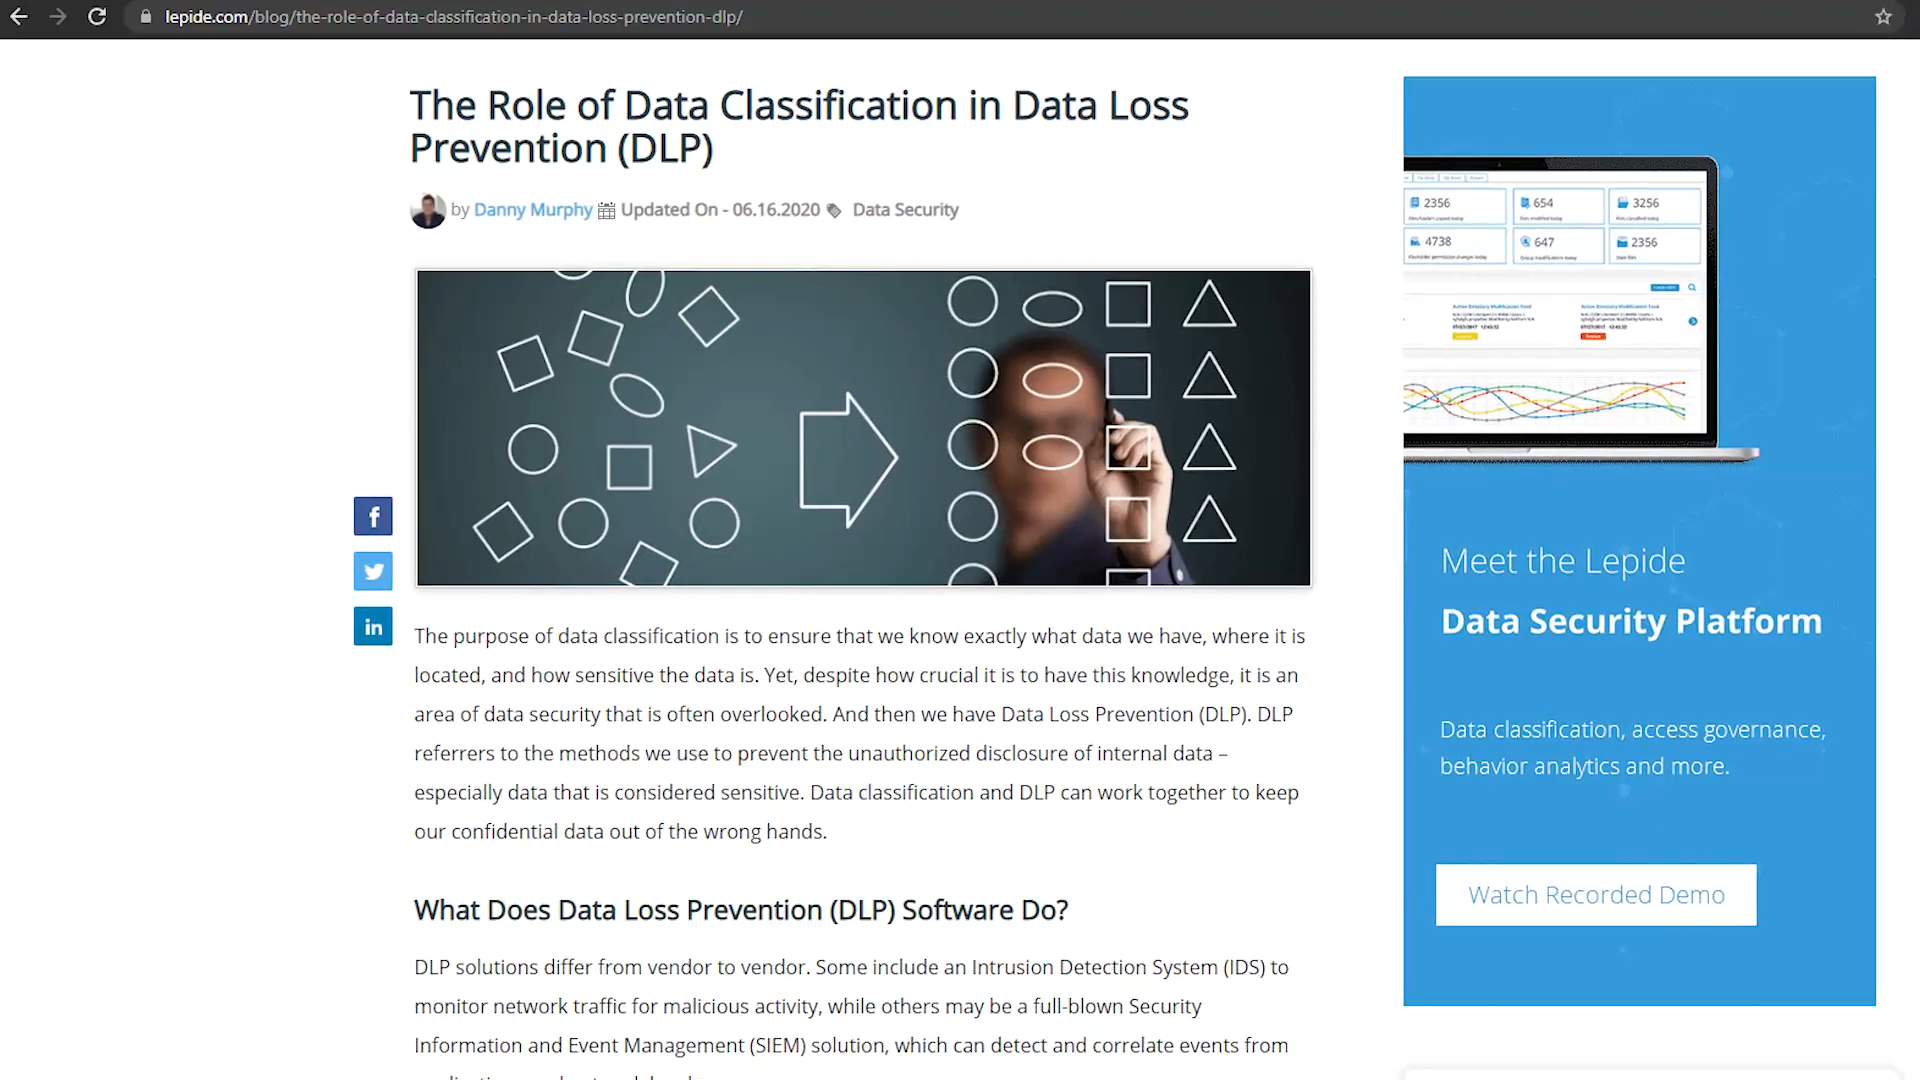 lepide.com/blog/the-role-of-data-classification-in-data-loss-prevention-dlp/
The Role of Data Classification in Data Loss
Prevention (DLP)
by Danny Murphy Updated On - 06.16.2020 Data Security
f
in
The purpose of data classification is to ensure that we know exactly what data we have, where it is
located, and how sensitive the data is. Yet, despite how crucial it is to have this knowledge, it is an
area of data security that is often overlooked. And then we have Data Loss Prevention (DLP). DLP
referrers to the methods we use to prevent the unauthorized disclosure of internal data –
especially data that is considered sensitive. Data classification and DLP can work together to keep
our confidential data out of the wrong hands.
What Does Data Loss Prevention (DLP) Software Do?
DLP solutions differ from vendor to vendor. Some include an Intrusion Detection System (IDS) to
monitor network traffic for malicious activity, while others may be a full-blown Security
Information and Event Management (SIEM) solution, which can detect and correlate events from
2356 654 3256
4738 647 2356
Meet the Lepide
Data Security Platform
Data classification, access governance,
behavior analytics and more.
Watch Recorded Demo